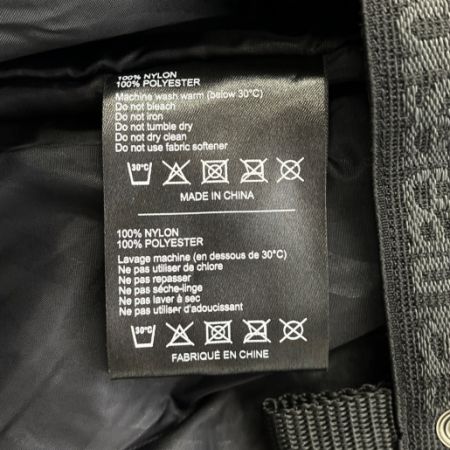 100% NYLON
100% POLYESTER
Machine wash warm (below 30°C)
Do not bleach
Do not iron
Do not tumble dry
Do not dry clean
Do not use fabric softener
30°C
MADE IN CHINA
100% NYLON
100% POLYESTER
Lavage machine (en dessous de 30°C)
Ne pas utiliser de chlore
Ne pas repasser
Ne pas sèche-linge
Ne pas laver à sec
Ne pas utiliser d'adoucissant
30°C
FABRIQUÉ EN CHINE